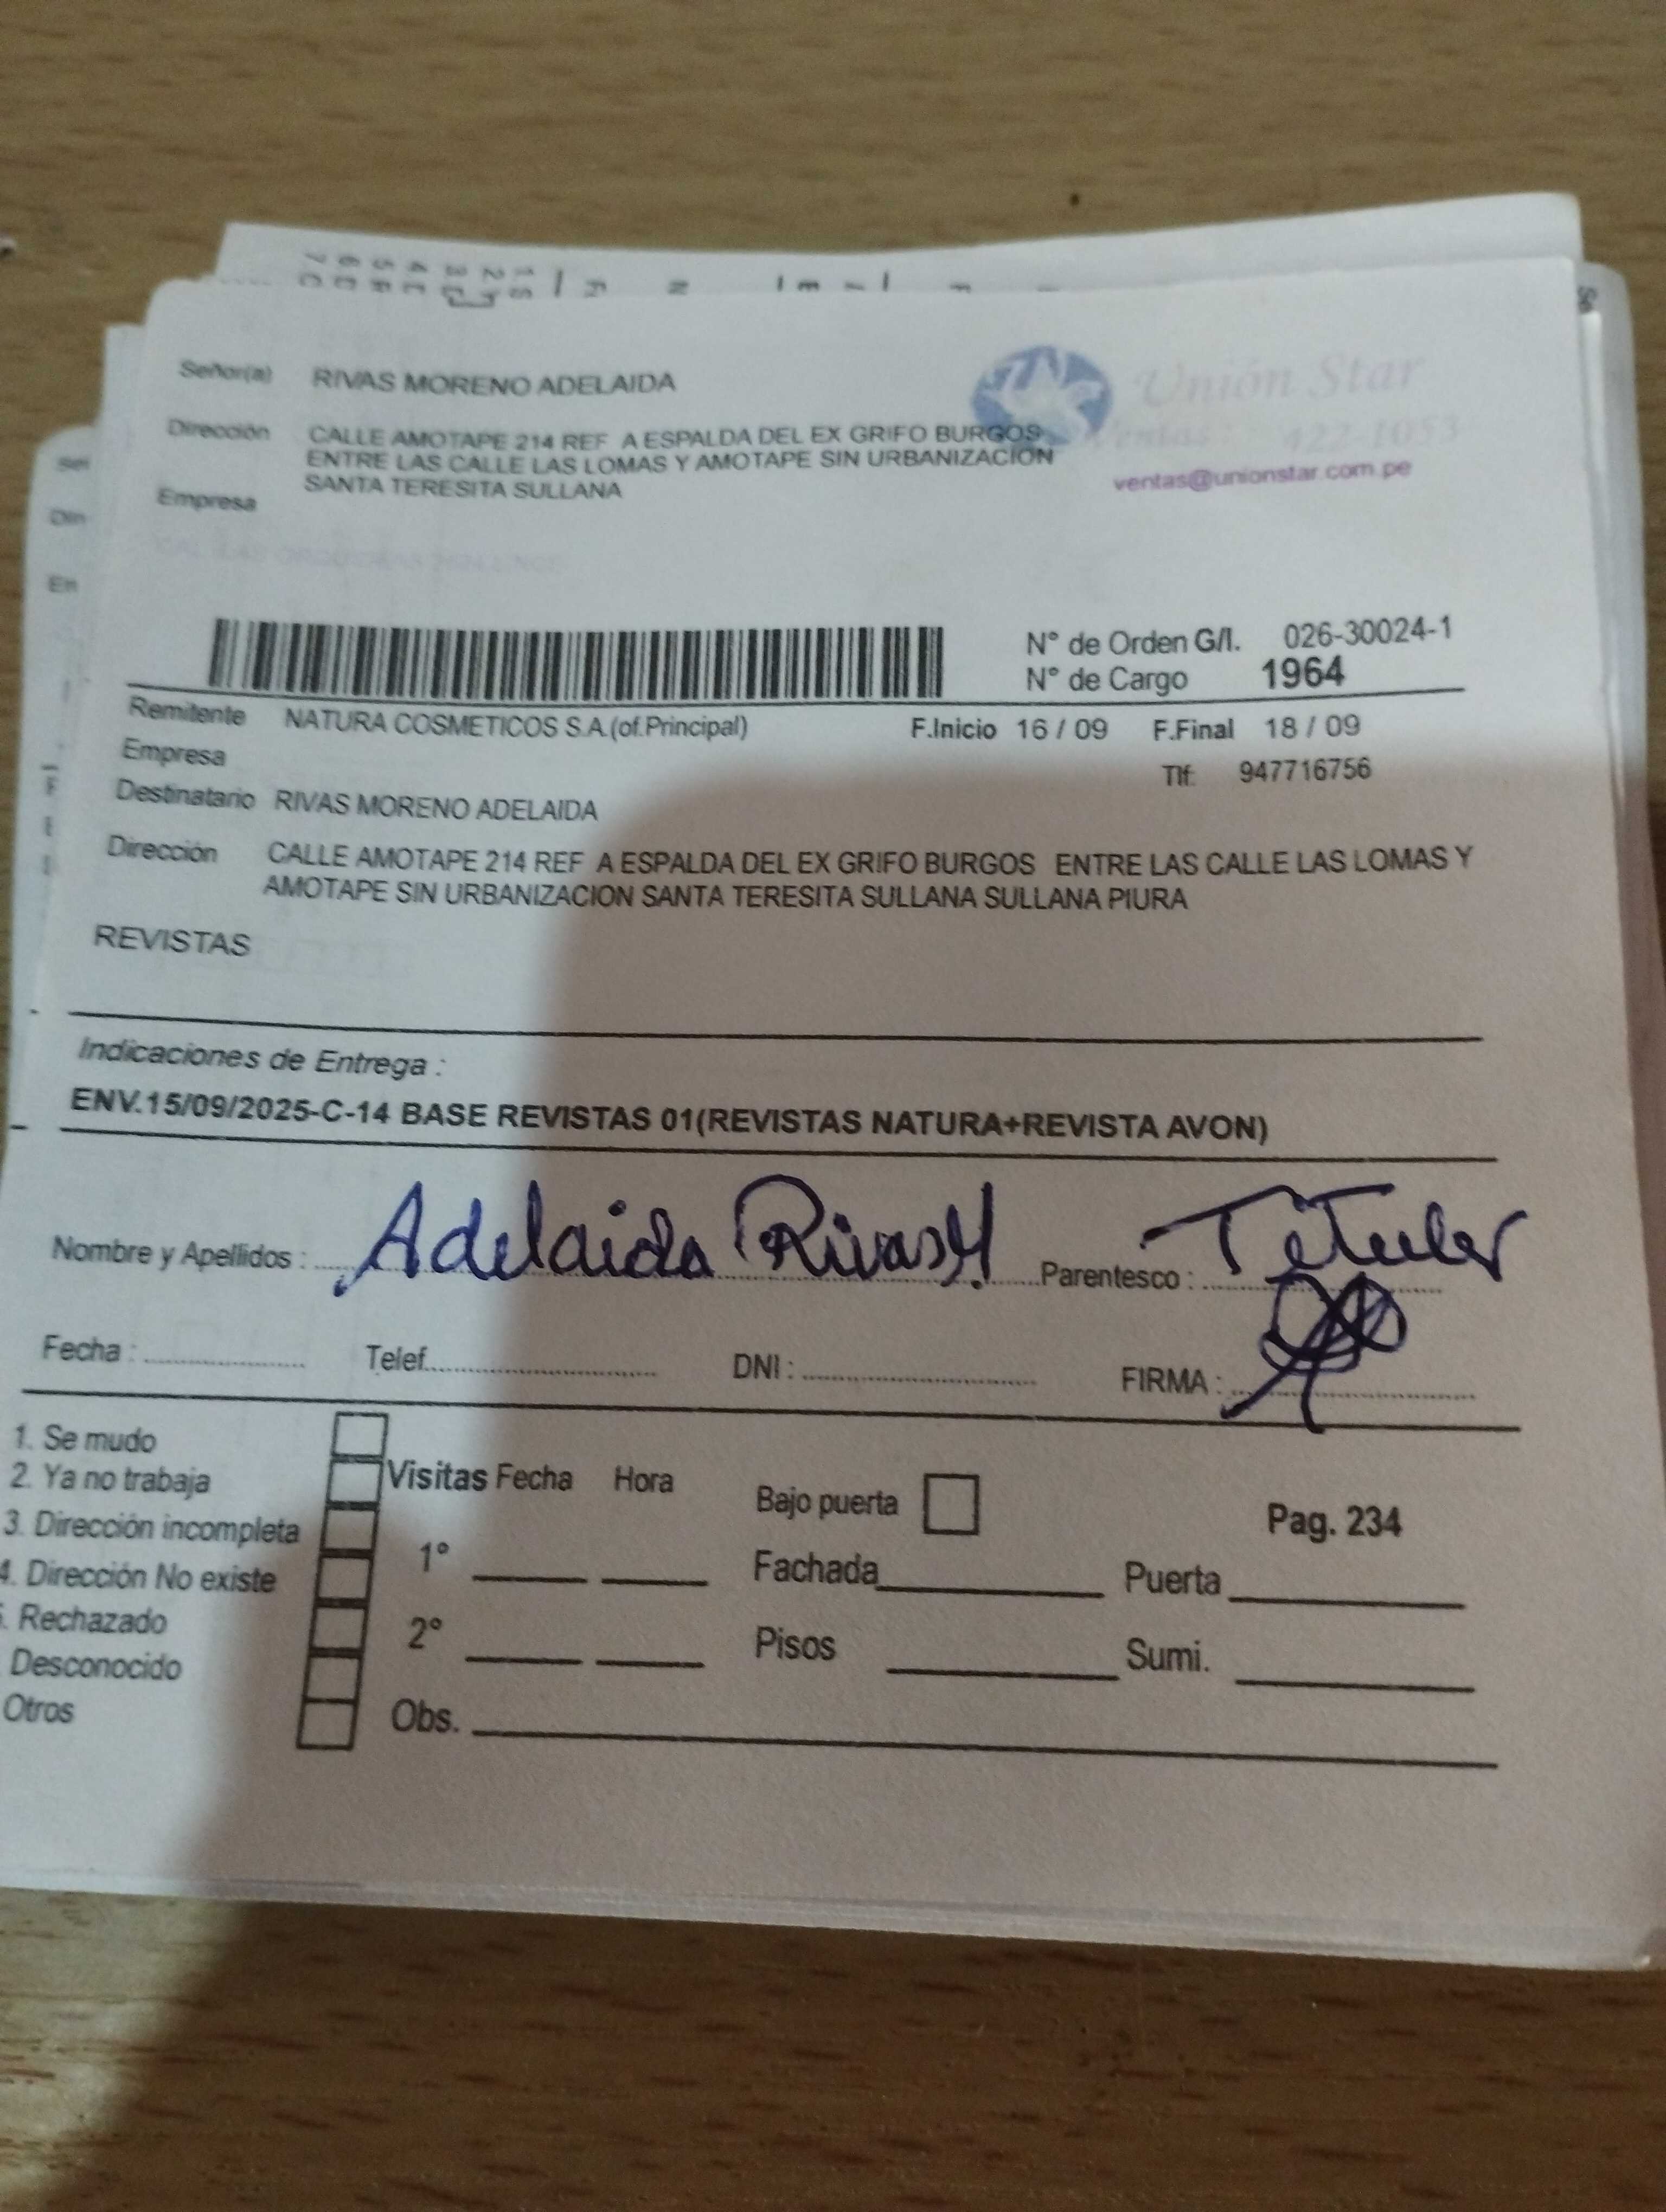 Señor(a) RIVAS MORENO ADELAIDA
Unión Star
Dirección CALLE AMOTAPE 214 REF A ESPALDA DEL EX GRIFO BURGOS
ENTRE LAS CALLE LAS LOMAS Y AMOTAPE SIN URBANIZACION
SANTA TERESITA SULLANA
Ventas: 422-1053
ventas@unionstar.com.pe
Empresa
N° de Orden G/I. 026-30024-1
N° de Cargo 1964
Remitente NATURA COSMETICOS S.A.(of.Principal) F.Inicio 16 / 09 F.Final 18 / 09
Empresa
Tlf: 947716756
Destinatario RIVAS MORENO ADELAIDA
Dirección CALLE AMOTAPE 214 REF A ESPALDA DEL EX GRIFO BURGOS ENTRE LAS CALLE LAS LOMAS Y
AMOTAPE SIN URBANIZACION SANTA TERESITA SULLANA SULLANA PIURA
REVISTAS
Indicaciones de Entrega :
ENV.15/09/2025-C-14 BASE REVISTAS 01(REVISTAS NATURA+REVISTA AVON)
Nombre y Apellidos : Adelaida Rivas M. Parentesco : Titular
Fecha : Telef. DNI : FIRMA :
1. Se mudo
2. Ya no trabaja
3. Dirección incompleta
4. Dirección No existe
5. Rechazado
Desconocido
Otros
Visitas Fecha Hora
1°
2°
Obs.
Bajo puerta
Pag. 234
Fachada Puerta
Pisos Sumi.